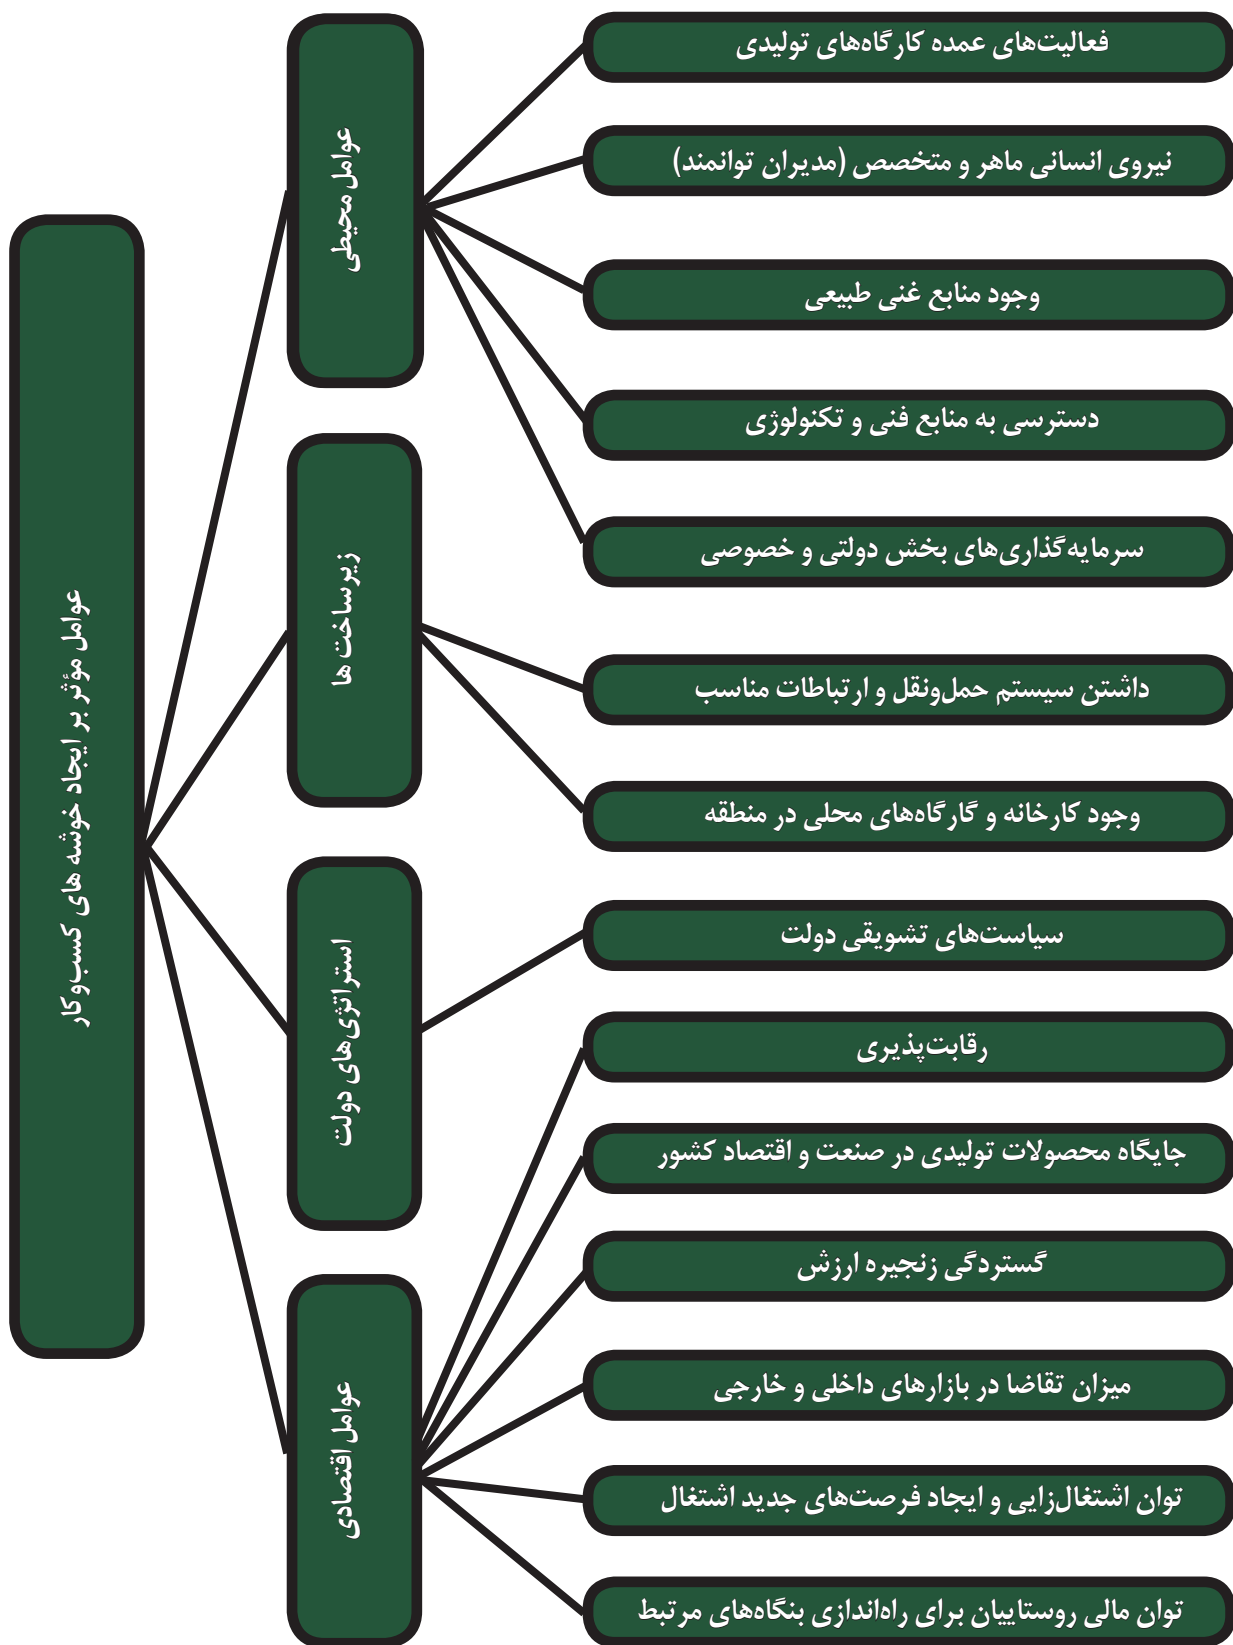 عوامل مؤثر بر ایجاد خوشه های کسب‌وکار
عوامل محیطی
فعالیت‌های عمده کارگاه‌های تولیدی
نیروی انسانی ماهر و متخصص (مدیران توانمند)
وجود منابع غنی طبیعی
دسترسی به منابع فنی و تکنولوژی
سرمایه‌گذاری‌های بخش دولتی و خصوصی
زیرساخت ها
داشتن سیستم حمل‌ونقل و ارتباطات مناسب
وجود کارخانه و گارگاه‌های محلی در منطقه
استراتژی‌های دولت
سیاست‌های تشویقی دولت
عوامل اقتصادی
رقابت‌پذیری
جایگاه محصولات تولیدی در صنعت و اقتصاد کشور
گستردگی زنجیره ارزش
میزان تقاضا در بازارهای داخلی و خارجی
توان اشتغال‌زایی و ایجاد فرصت‌های جدید اشتغال
توان مالی روستاییان برای راه‌اندازی بنگاه‌های مرتبط